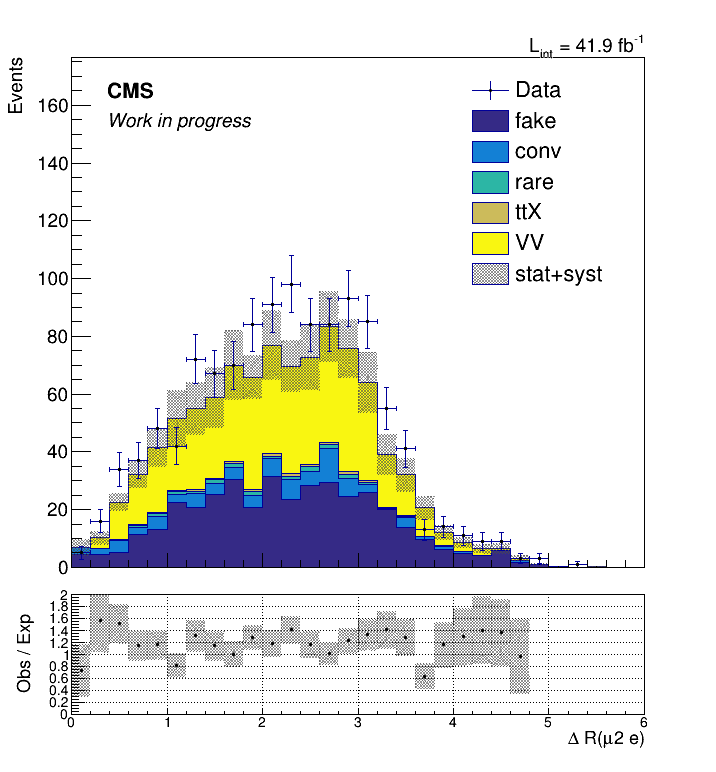 L_int = 41.9 fb^-1
Events
CMS
Work in progress
Data
fake
conv
rare
ttX
VV
stat+syst
160
140
120
100
80
60
40
20
0
Obs / Exp
2
1.8
1.6
1.4
1.2
1
0.8
0.6
0.4
0.2
0
0 1 2 3 4 5 6
Δ R(μ2 e)